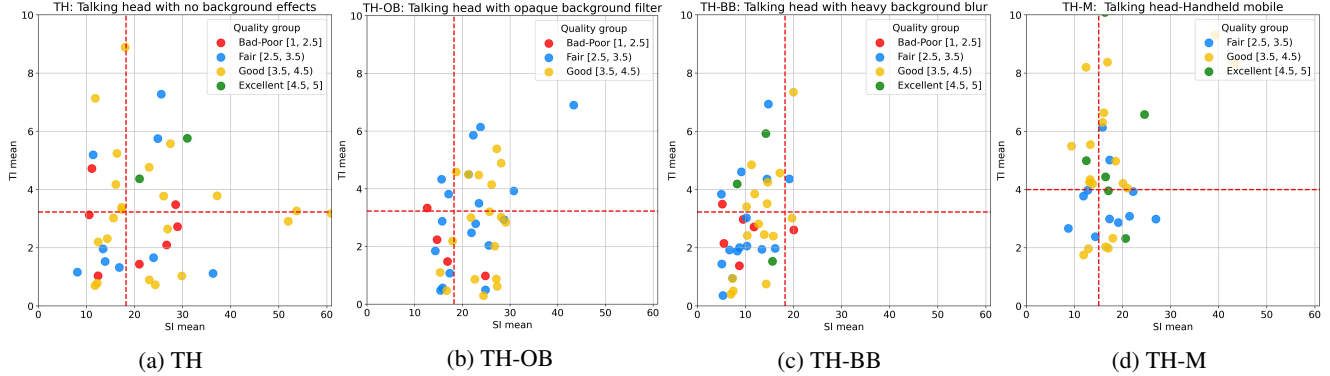 TH: Talking head with no background effects
Quality group
Bad-Poor [1, 2.5]
Fair [2.5, 3.5)
Good [3.5, 4.5)
Excellent [4.5, 5]
TI mean
10
8
6
4
2
0
0 10 20 30 40 50 60
SI mean
(a) TH
TH-OB: Talking head with opaque background filter
Quality group
Bad-Poor [1, 2.5]
Fair [2.5, 3.5)
Good [3.5, 4.5)
TI mean
10
8
6
4
2
0
0 10 20 30 40 50 60
SI mean
(b) TH-OB
TH-BB: Talking head with heavy background blur
Quality group
Bad-Poor [1, 2.5]
Fair [2.5, 3.5)
Good [3.5, 4.5)
Excellent [4.5, 5]
TI mean
10
8
6
4
2
0
0 10 20 30 40 50 60
SI mean
(c) TH-BB
TH-M: Talking head-Handheld mobile
Quality group
Fair [2.5, 3.5)
Good [3.5, 4.5)
Excellent [4.5, 5]
TI mean
10
8
6
4
2
0
0 10 20 30 40 50 60
SI mean
(d) TH-M